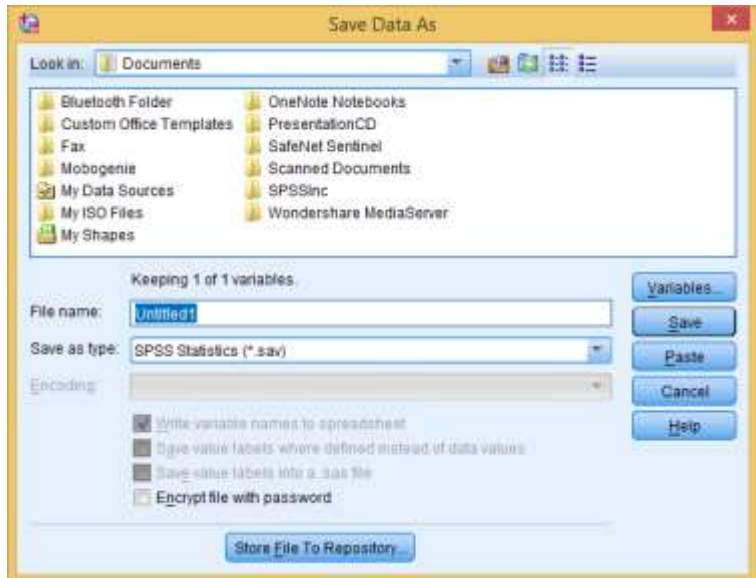 Save Data As
Look in: Documents
Bluetooth Folder
Custom Office Templates
Fax
Mobogenie
My Data Sources
My ISO Files
My Shapes
OneNote Notebooks
PresentationCD
SafeNet Sentinel
Scanned Documents
SPSSInc
Wondershare MediaServer
Keeping 1 of 1 variables.
Variables...
File name: Untitled1
Save
Save as type: SPSS Statistics (*.sav)
Paste
Encoding:
Cancel
Write variable names to spreadsheet
Help
Save value labels where defined instead of data values
Save value labels into a .sas file
Encrypt file with password
Store File To Repository...